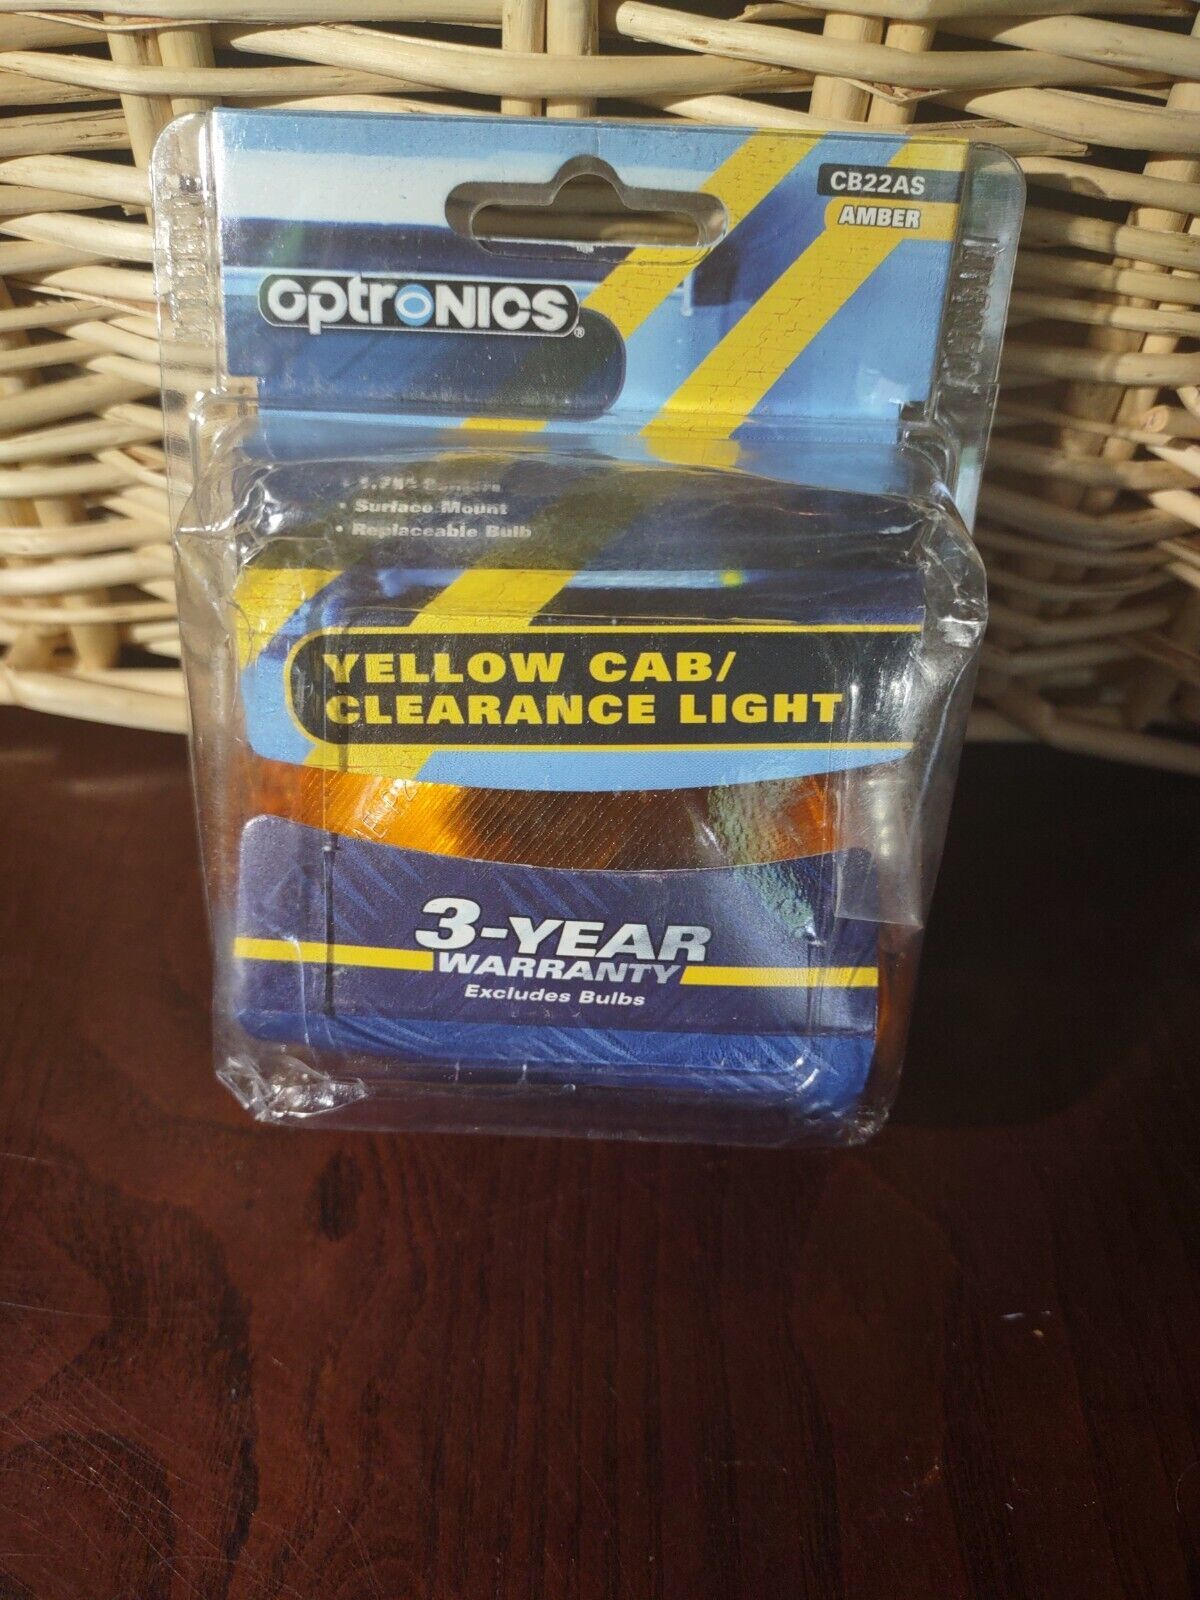 CB22AS
AMBER
optronics®
• Surface Mount
• Replaceable Bulb
YELLOW CAB/
CLEARANCE LIGHT
3-YEAR
WARRANTY
Excludes Bulbs